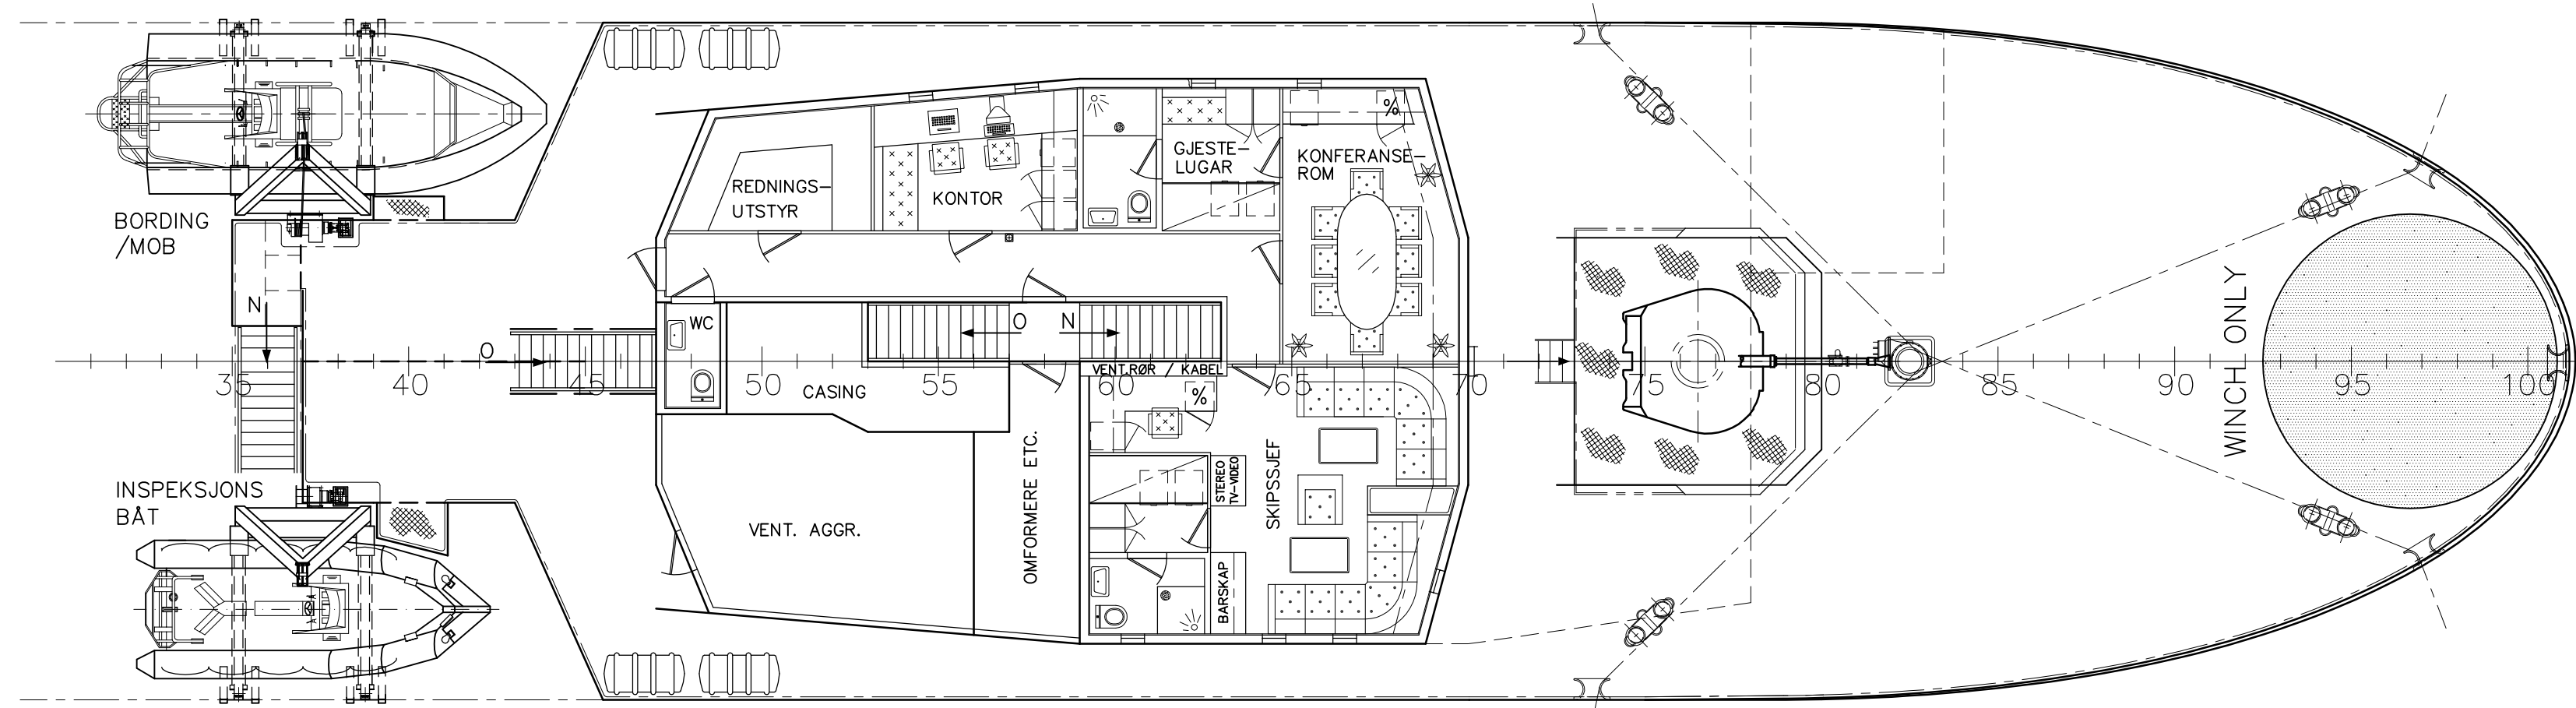 BORDING
/MOB
N
INSPEKSJONS
BÅT
O
REDNINGS-
UTSTYR
KONTOR
GJESTE-
LUGAR
KONFERANSE-
ROM
%
WC
O
N
VENT.RØR / KABEL
CASING
VENT. AGGR.
OMFORMERE ETC.
%
STEREO
TV-VIDEO
SKIPSSJEF
BARSKAP
WINCH ONLY
35
40
45
50
55
60
65
70
75
80
85
90
95
100